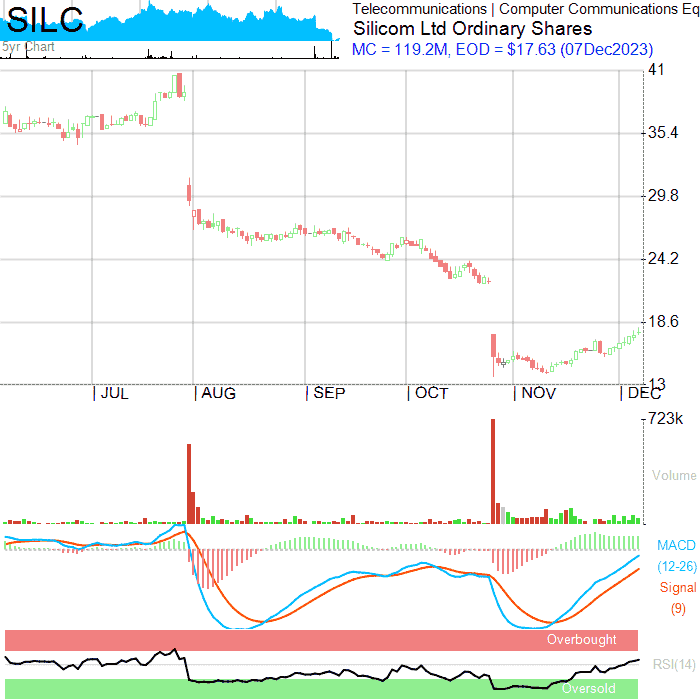 SILC
5yr Chart
Telecommunications | Computer Communications Eq
Silicom Ltd Ordinary Shares
MC = 119.2M, EOD = $17.63 (07Dec2023)
41
35.4
29.8
24.2
18.6
13
JUL AUG SEP OCT NOV DEC
723k
Volume
MACD
(12-26)
Signal
(9)
Overbought
RSI(14)
Oversold